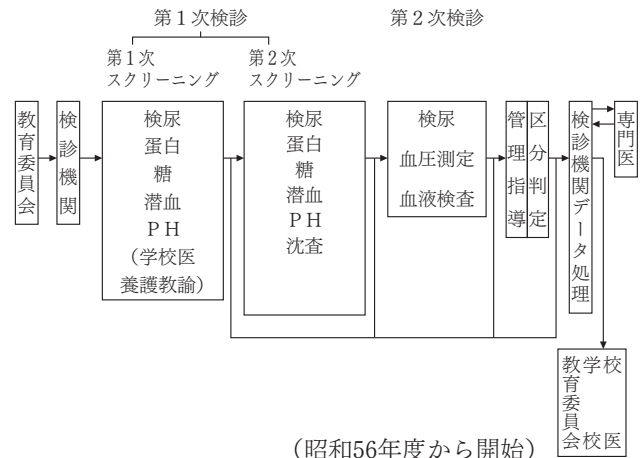 第１次検診
第２次検診
第１次
スクリーニング
第２次
スクリーニング
教育委員会
検診機関
検尿
蛋白
糖
潜血
ＰＨ
（学校医
養護教諭）
検尿
蛋白
糖
潜血
ＰＨ
沈査
検尿
血圧測定
血液検査
管理指導
区分判定
検診機関データ処理
専門医
教育委員会
学校医
校
（昭和56年度から開始）